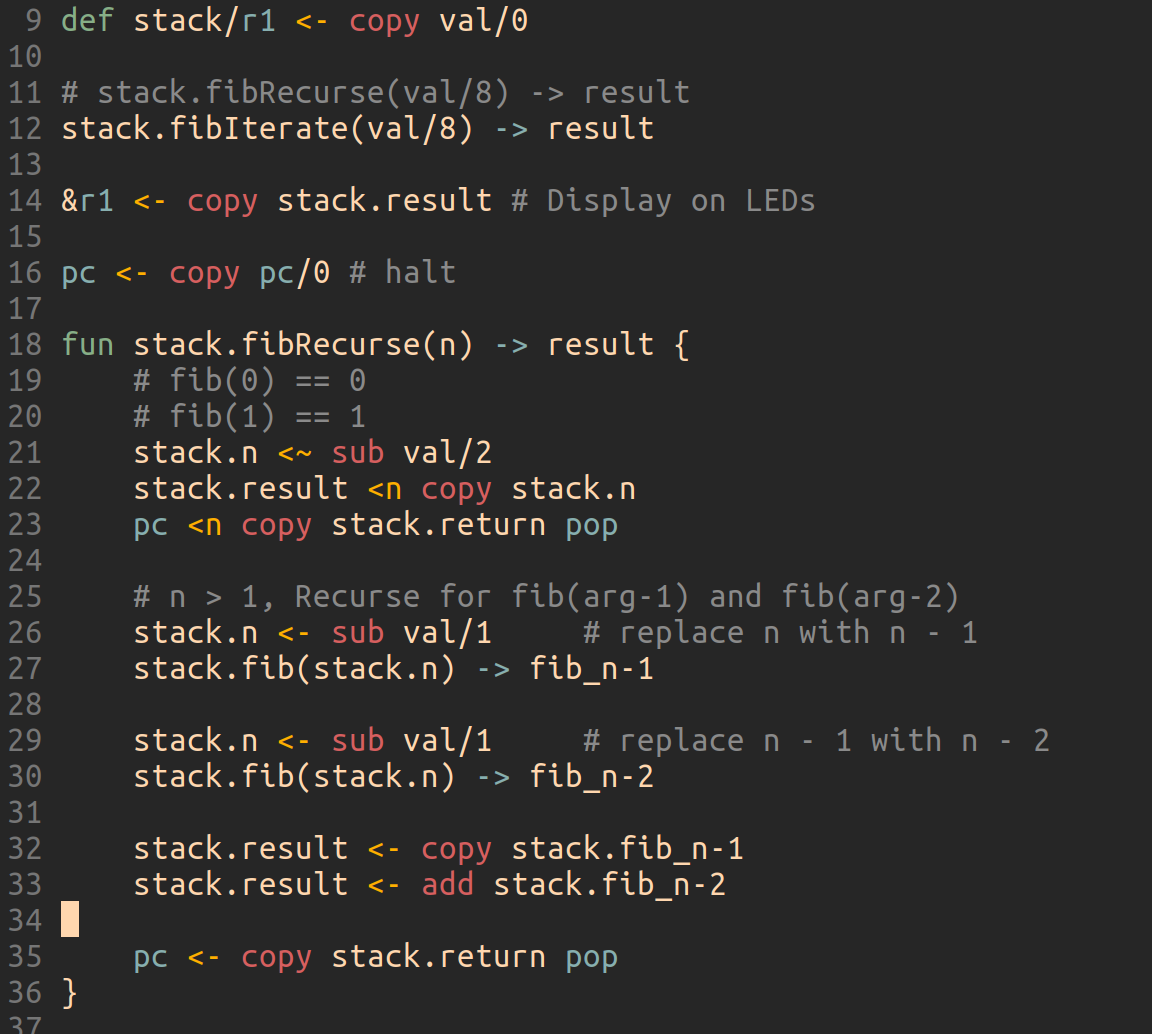 9 def stack/r1 <- copy val/0
10
11 # stack.fibRecurse(val/8) -> result
12 stack.fibIterate(val/8) -> result
13
14 &r1 <- copy stack.result # Display on LEDs
15
16 pc <- copy pc/0 # halt
17
18 fun stack.fibRecurse(n) -> result {
19     # fib(0) == 0
20     # fib(1) == 1
21     stack.n <~ sub val/2
22     stack.result <n copy stack.n
23     pc <n copy stack.return pop
24
25     # n > 1, Recurse for fib(arg-1) and fib(arg-2)
26     stack.n <- sub val/1     # replace n with n - 1
27     stack.fib(stack.n) -> fib_n-1
28
29     stack.n <- sub val/1     # replace n - 1 with n - 2
30     stack.fib(stack.n) -> fib_n-2
31
32     stack.result <- copy stack.fib_n-1
33     stack.result <- add stack.fib_n-2
34
35     pc <- copy stack.return pop
36 }
37